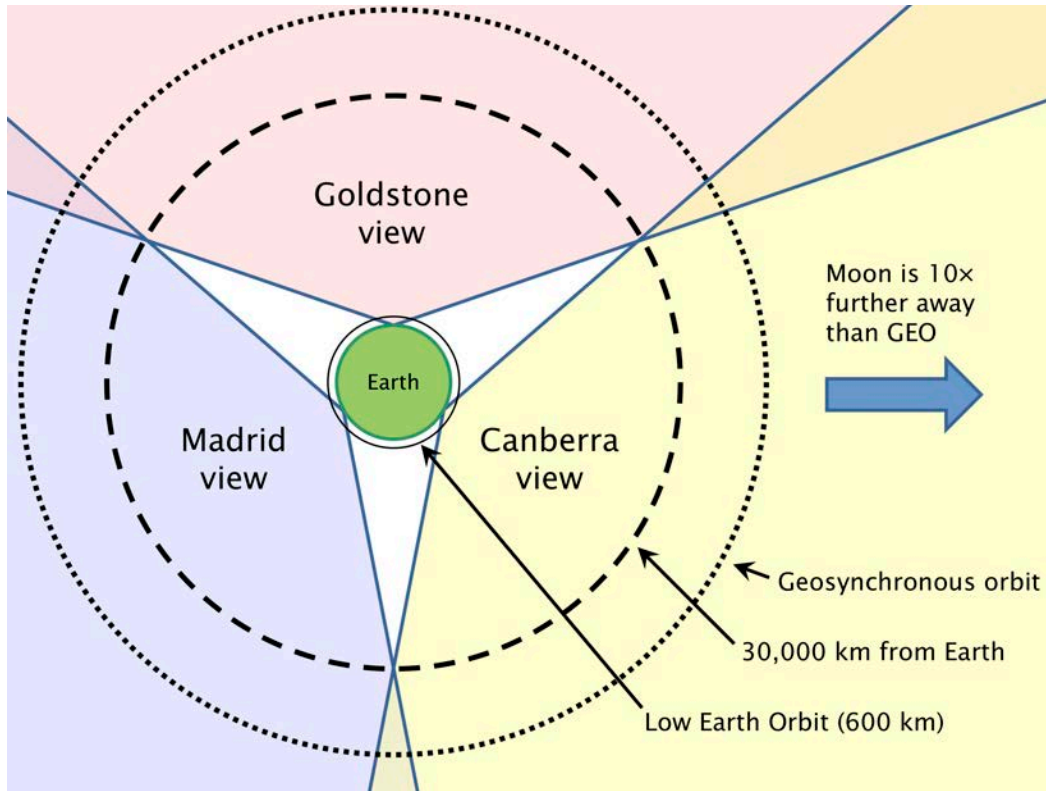 Goldstone
view
Moon is 10×
further away
than GEO
Earth
Madrid
view
Canberra
view
Geosynchronous orbit
30,000 km from Earth
Low Earth Orbit (600 km)